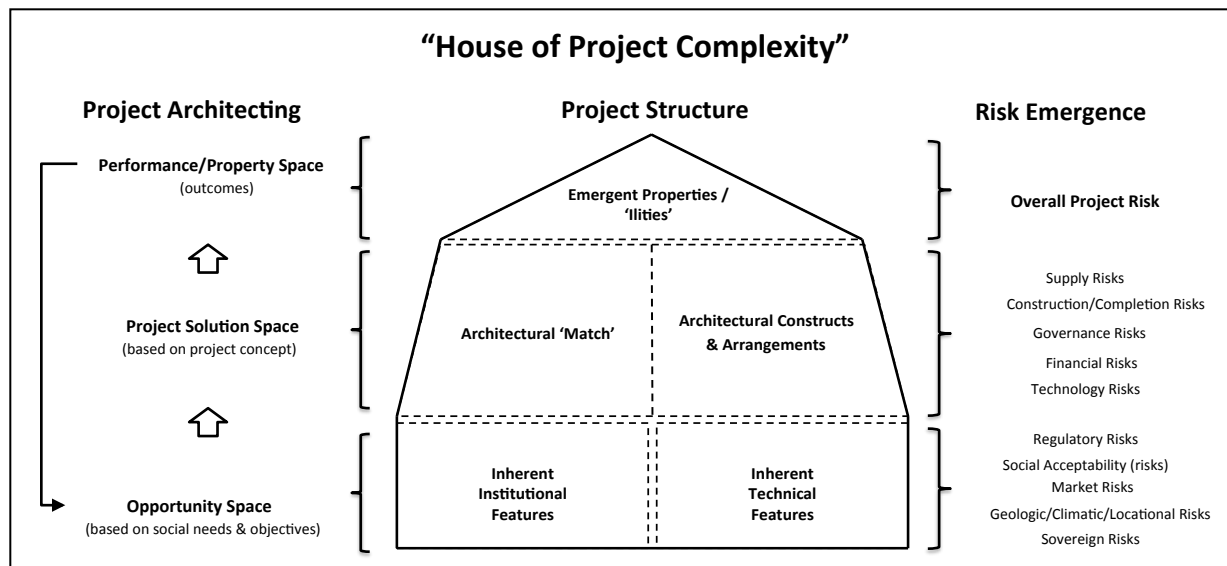 “House of Project Complexity”
Project Architecting
Performance/Property Space
(outcomes)
Project Solution Space
(based on project concept)
Opportunity Space
(based on social needs & objectives)
Project Structure
Emergent Properties /
‘Ilities’
Architectural ‘Match’
Architectural Constructs
& Arrangements
Inherent
Institutional
Features
Inherent
Technical
Features
Risk Emergence
Overall Project Risk
Supply Risks
Construction/Completion Risks
Governance Risks
Financial Risks
Technology Risks
Regulatory Risks
Social Acceptability (risks)
Market Risks
Geologic/Climatic/Locational Risks
Sovereign Risks